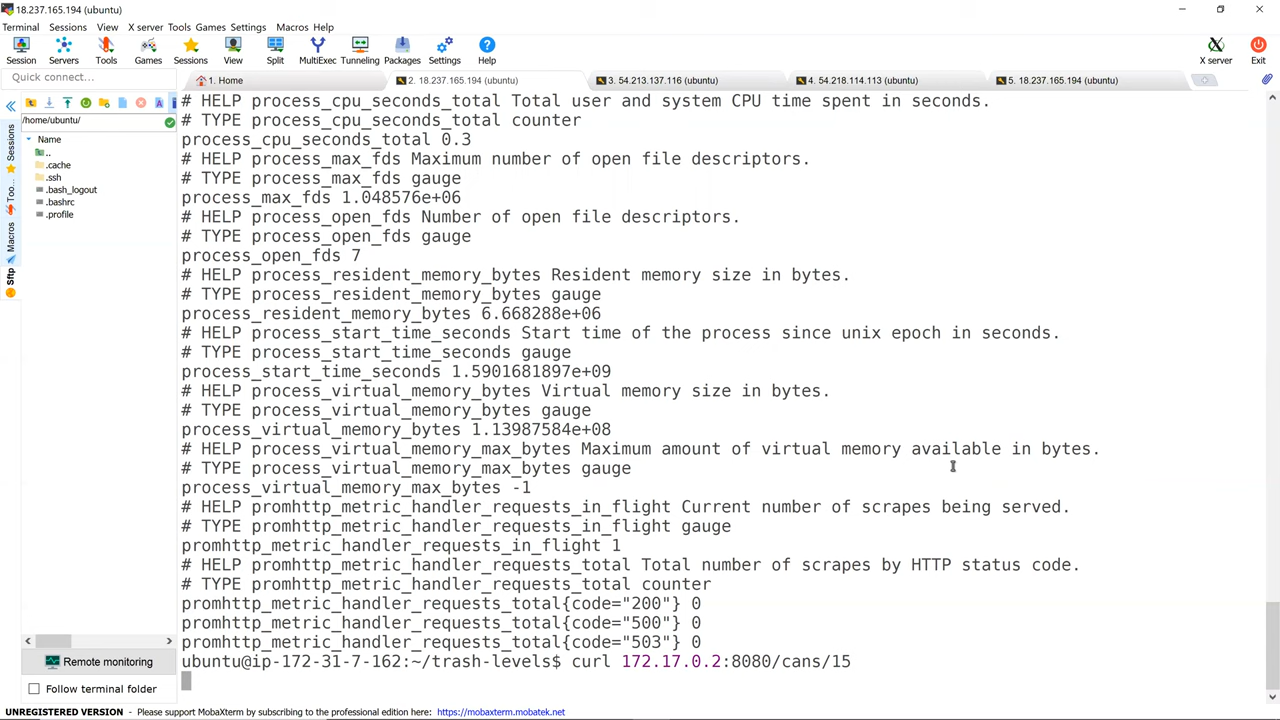 18.237.165.194 (ubuntu)
Terminal Sessions View X server Tools Games Settings Macros Help
Session Servers Tools Games Sessions View Split MultiExec Tunneling Packages Settings Help X server Exit
Quick connect...
1. Home
2. 18.237.165.194 (ubuntu)
3. 54.213.137.116 (ubuntu)
4. 54.218.114.113 (ubuntu)
5. 18.237.165.194 (ubuntu)
Sessions
Too...
Macros
Sftp
/home/ubuntu/
Name
..
.cache
.ssh
.bash_logout
.bashrc
.profile
Remote monitoring
Follow terminal folder
# HELP process_cpu_seconds_total Total user and system CPU time spent in seconds.
# TYPE process_cpu_seconds_total counter
process_cpu_seconds_total 0.3
# HELP process_max_fds Maximum number of open file descriptors.
# TYPE process_max_fds gauge
process_max_fds 1.048576e+06
# HELP process_open_fds Number of open file descriptors.
# TYPE process_open_fds gauge
process_open_fds 7
# HELP process_resident_memory_bytes Resident memory size in bytes.
# TYPE process_resident_memory_bytes gauge
process_resident_memory_bytes 6.668288e+06
# HELP process_start_time_seconds Start time of the process since unix epoch in seconds.
# TYPE process_start_time_seconds gauge
process_start_time_seconds 1.5901681897e+09
# HELP process_virtual_memory_bytes Virtual memory size in bytes.
# TYPE process_virtual_memory_bytes gauge
process_virtual_memory_bytes 1.13987584e+08
# HELP process_virtual_memory_max_bytes Maximum amount of virtual memory available in bytes.
# TYPE process_virtual_memory_max_bytes gauge
process_virtual_memory_max_bytes -1
# HELP promhttp_metric_handler_requests_in_flight Current number of scrapes being served.
# TYPE promhttp_metric_handler_requests_in_flight gauge
promhttp_metric_handler_requests_in_flight 1
# HELP promhttp_metric_handler_requests_total Total number of scrapes by HTTP status code.
# TYPE promhttp_metric_handler_requests_total counter
promhttp_metric_handler_requests_total{code="200"} 0
promhttp_metric_handler_requests_total{code="500"} 0
promhttp_metric_handler_requests_total{code="503"} 0
ubuntu@ip-172-31-7-162:~/trash-levels$ curl 172.17.0.2:8080/cans/15
UNREGISTERED VERSION - Please support MobaXterm by subscribing to the professional edition here: https://mobaxterm.mobatek.net